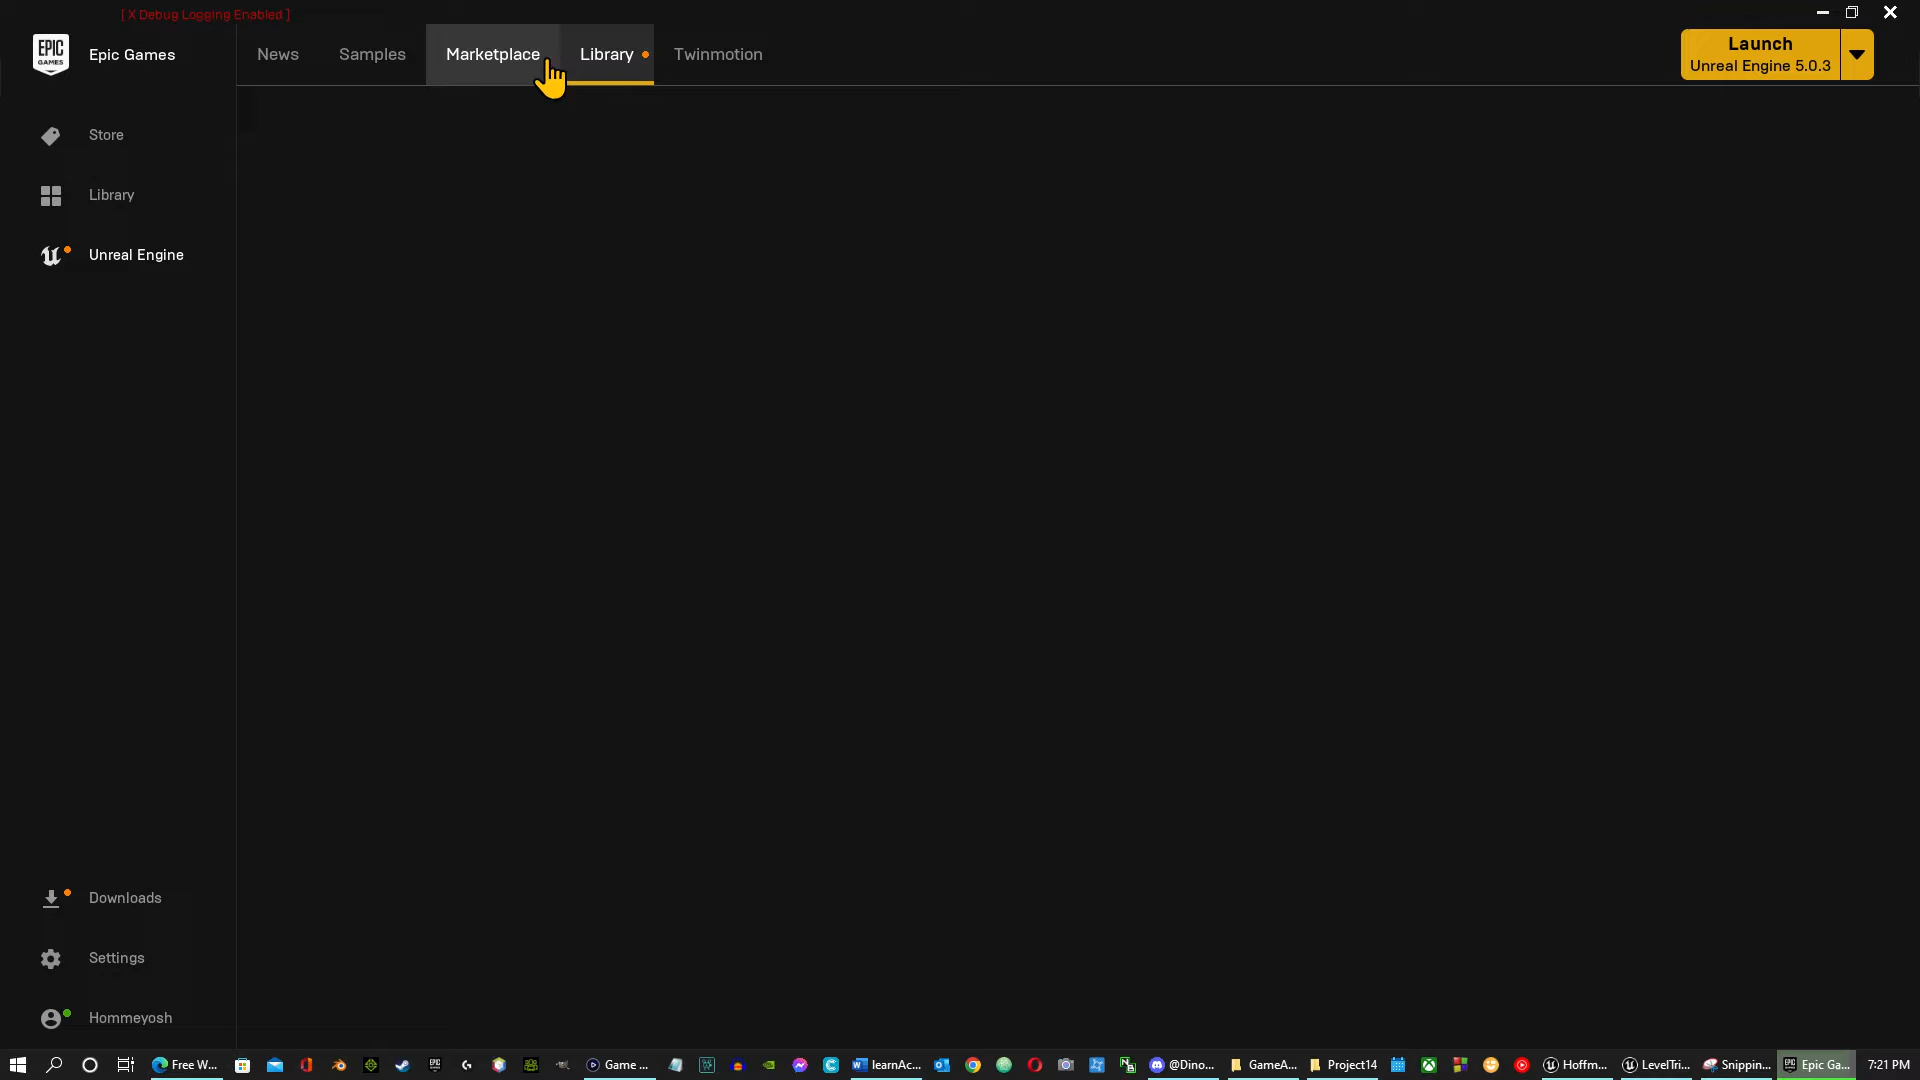 [ X Debug Logging Enabled ]
EPIC
GAMES
Epic Games
News
Samples
Marketplace
Library
Twinmotion
Launch
Unreal Engine 5.0.3
Store
Library
Unreal Engine
Downloads
Settings
Hommeyosh
Free W...
Game ...
learnAc...
@Dino...
GameA...
Project14
Hoffm...
LevelTri...
Snippin...
Epic Ga...
7:21 PM